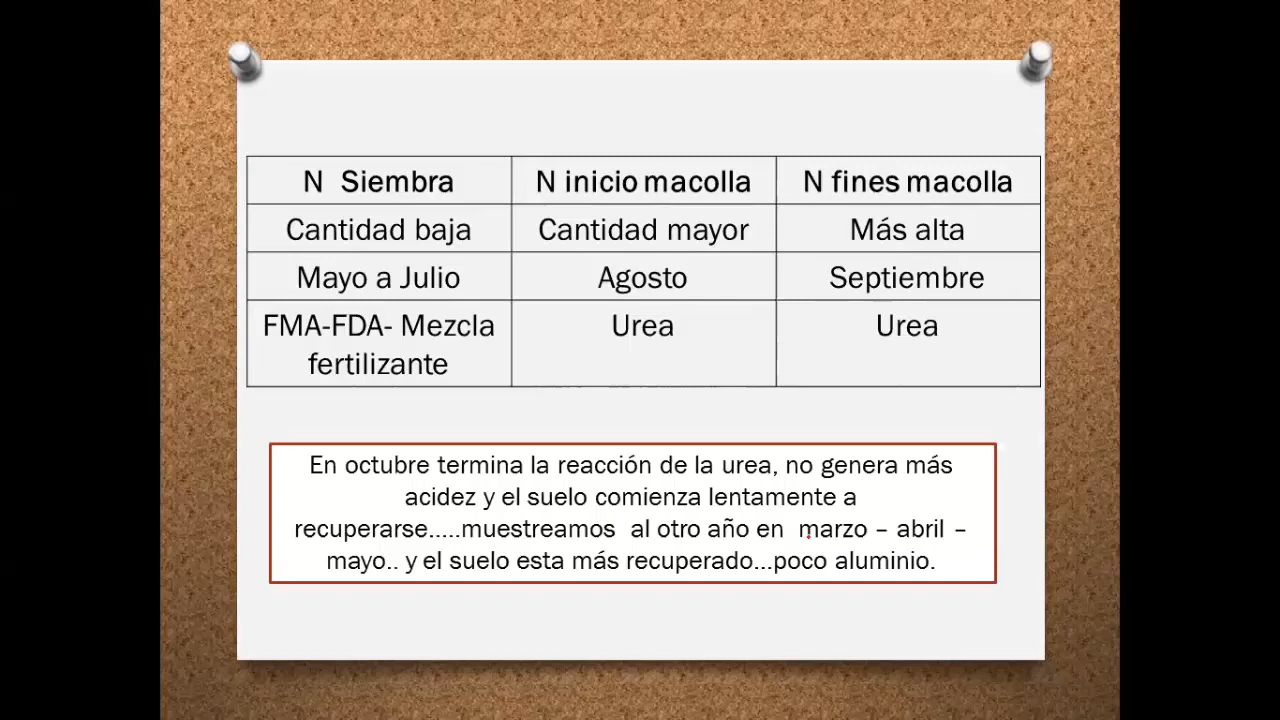 N Siembra N inicio macolla N fines macolla
Cantidad baja Cantidad mayor Más alta
Mayo a Julio Agosto Septiembre
FMA-FDA- Mezcla Urea Urea
fertilizante
En octubre termina la reacción de la urea, no genera más
acidez y el suelo comienza lentamente a
recuperarse.....muestreamos al otro año en marzo – abril –
mayo.. y el suelo esta más recuperado...poco aluminio.